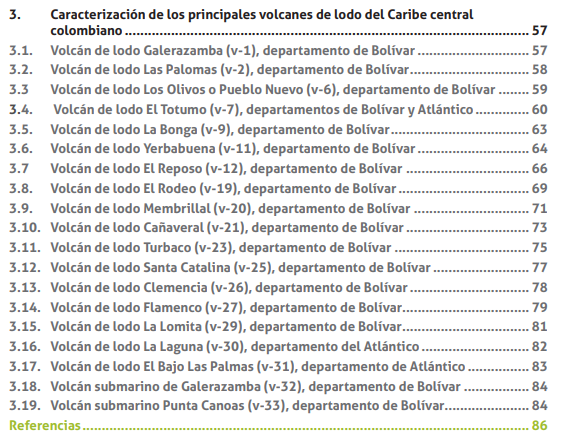 3. Caracterización de los principales volcanes de lodo del Caribe central
colombiano ........ 57
3.1. Volcán de lodo Galerazamba (v-1), departamento de Bolívar ........ 57
3.2. Volcán de lodo Las Palomas (v-2), departamento de Bolívar ........ 58
3.3 Volcán de lodo Los Olivos o Pueblo Nuevo (v-6), departamento de Bolívar ........ 59
3.4. Volcán de lodo El Totumo (v-7), departamentos de Bolívar y Atlántico ........ 60
3.5. Volcán de lodo La Bonga (v-9), departamento de Bolívar ........ 63
3.6. Volcán de lodo Yerbabuena (v-11), departamento de Bolívar ........ 64
3.7 Volcán de lodo El Reposo (v-12), departamento de Bolívar ........ 66
3.8. Volcán de lodo El Rodeo (v-19), departamento de Bolívar ........ 69
3.9. Volcán de lodo Membrillal (v-20), departamento de Bolívar ........ 71
3.10. Volcán de lodo Cañaveral (v-21), departamento de Bolívar ........ 73
3.11. Volcán de lodo Turbaco (v-23), departamento de Bolívar ........ 75
3.12. Volcán de lodo Santa Catalina (v-25), departamento de Bolívar ........ 77
3.13. Volcán de lodo Clemencia (v-26), departamento de Bolívar ........ 78
3.14. Volcán de lodo Flamenco (v-27), departamento de Bolívar ........ 79
3.15. Volcán de lodo La Lomita (v-29), departamento de Bolívar ........ 81
3.16. Volcán de lodo La Laguna (v-30), departamento del Atlántico ........ 82
3.17. Volcán de lodo El Bajo Las Palmas (v-31), departamento de Atlántico ........ 83
3.18. Volcán submarino de Galerazamba (v-32), departamento de Bolívar ........ 84
3.19. Volcán submarino Punta Canoas (v-33), departamento de Bolívar ........ 84
Referencias ........ 86